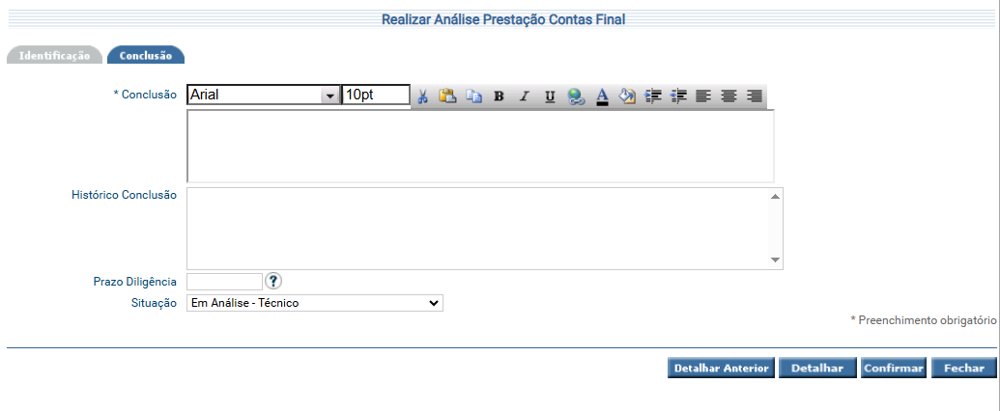 Realizar Análise Prestação Contas Final
Identificação Conclusão
* Conclusão Arial 10pt B I U A
Histórico Conclusão
Prazo Diligência ?
Situação Em Análise - Técnico
* Preenchimento obrigatório
Detalhar Anterior Detalhar Confirmar Fechar